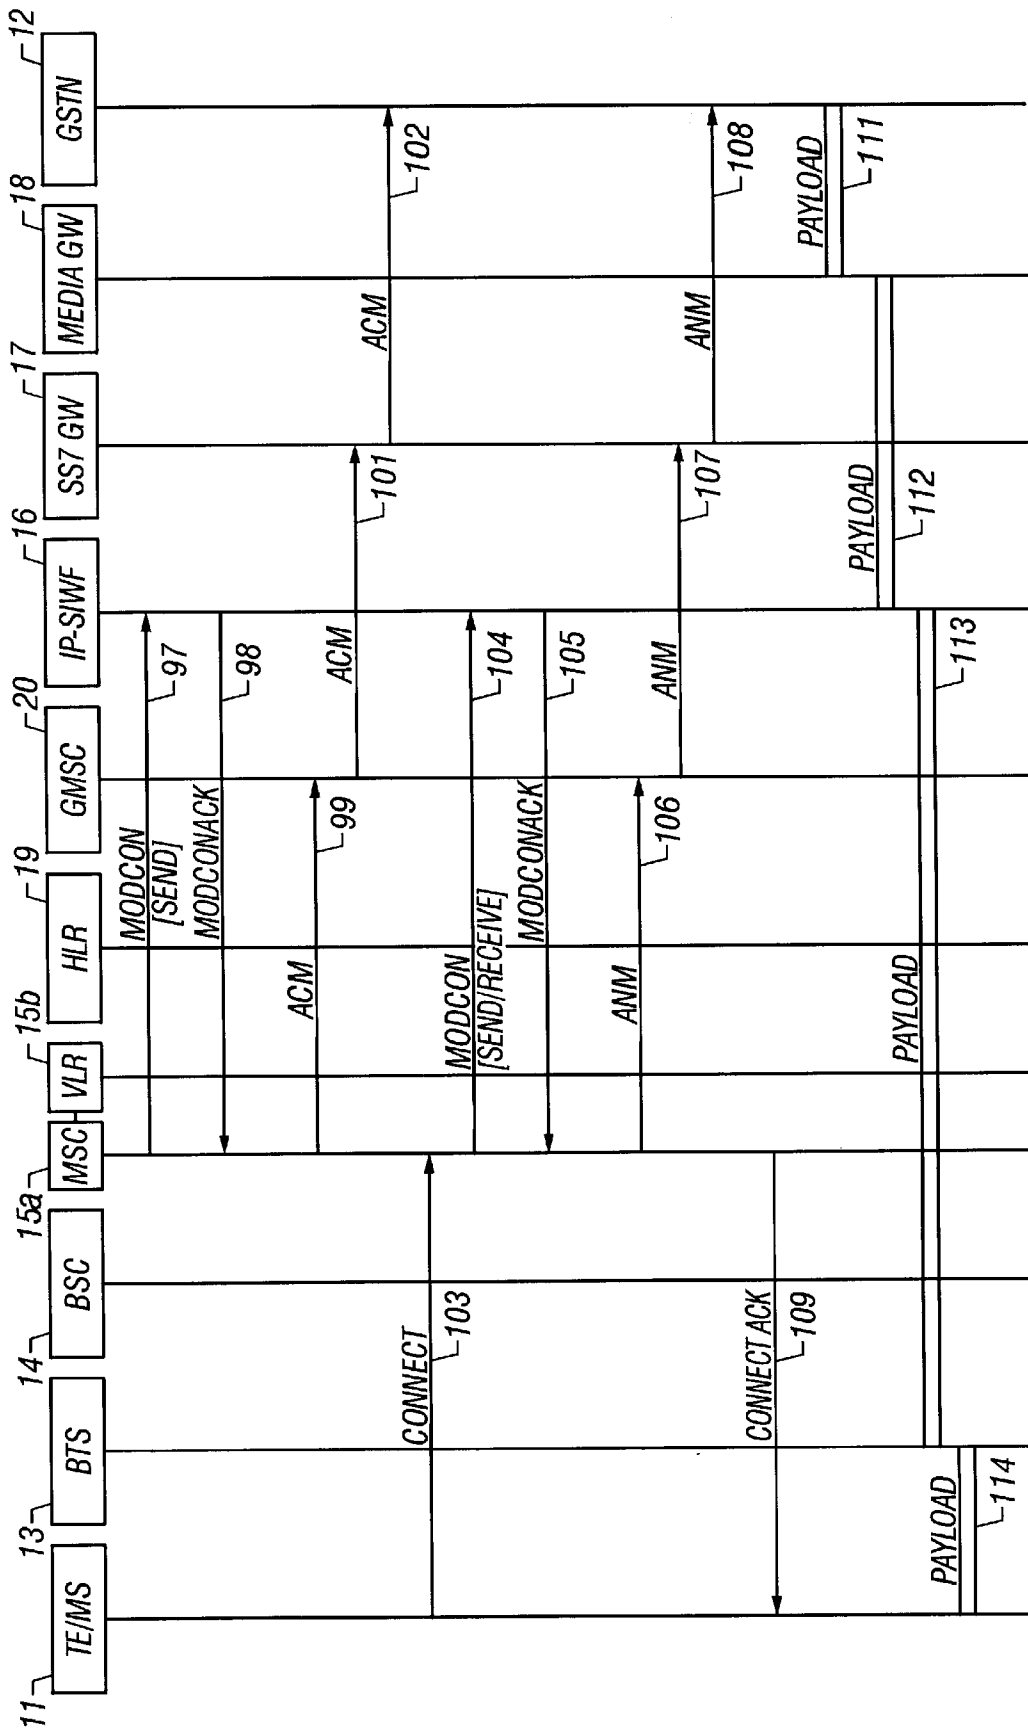 11
TE/MS
13
BTS
14
BSC
15a
MSC
15b
VLR
19
HLR
20
GMSC
16
IP-SIWF
17
SS7 GW
18
MEDIA GW
12
GSTN
MODCON
[SEND]
97
MODCONACK
98
ACM
99
ACM
101
ACM
102
CONNECT
103
MODCON
[SEND/RECEIVE]
104
MODCONACK
105
ANM
106
ANM
107
ANM
108
CONNECT ACK
109
PAYLOAD
111
PAYLOAD
112
PAYLOAD
113
PAYLOAD
114